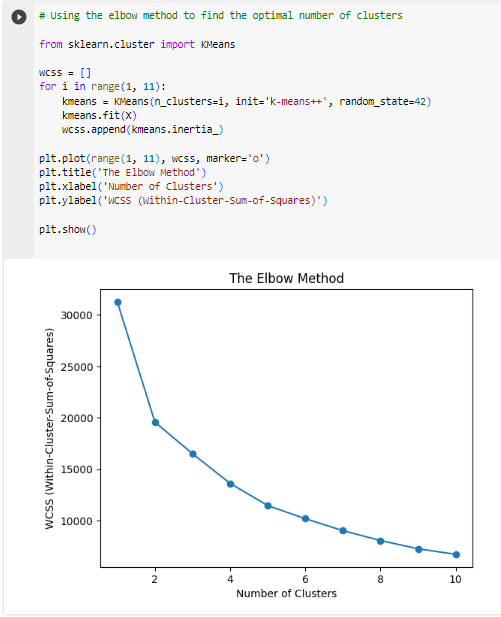 # Using the elbow method to find the optimal number of clusters
from sklearn.cluster import KMeans
wcss = []
for i in range(1, 11):
kmeans = KMeans(n_clusters=i, init='k-means++', random_state=42)
kmeans.fit(X)
wcss.append(kmeans.inertia_)
plt.plot(range(1, 11), wcss, marker='o')
plt.title('The Elbow Method')
plt.xlabel('Number of Clusters')
plt.ylabel('WCSS (Within-Cluster-Sum-of-Squares)')
plt.show()
The Elbow Method
WCSS (Within-Cluster-Sum-of-Squares)
30000
25000
20000
15000
10000
2 4 6 8 10
Number of Clusters